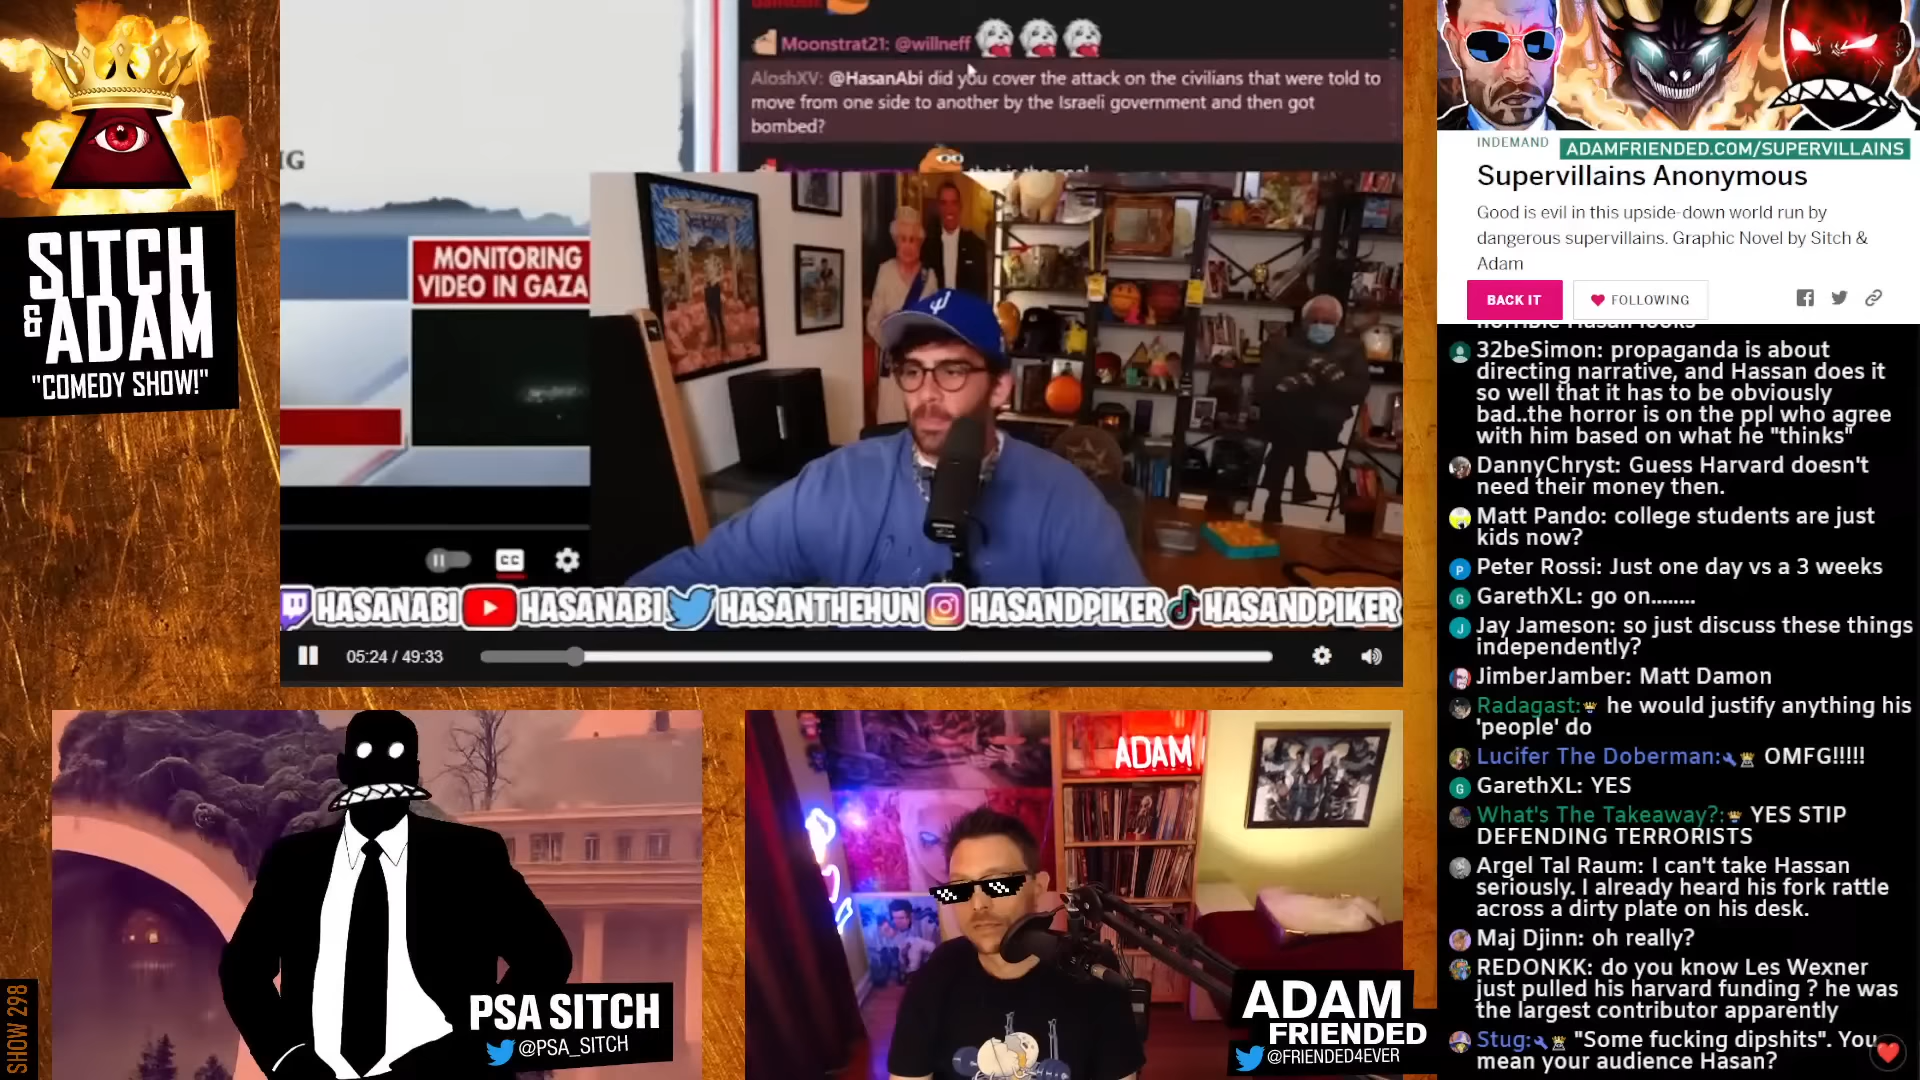 SITCH
& ADAM
"COMEDY SHOW!"
SHOW 298
Moonstrat21: @willneff
AloshXV: @HasanAbi did you cover the attack on the civilians that were told to
move from one side to another by the Israeli government and then got
bombed?
IG
MONITORING
VIDEO IN GAZA
CC
HASANABI HASANABI HASANTHEHUN HASANDPIKER HASANDPIKER
05:24 / 49:33
PSA SITCH
@PSA_SITCH
ADAM
ADAM
FRIENDED
@FRIENDED4EVER
INDEMAND
ADAMFRIENDED.COM/SUPERVILLAINS
Supervillains Anonymous
Good is evil in this upside-down world run by
dangerous supervillains. Graphic Novel by Sitch &
Adam
BACK IT
FOLLOWING
horrible Hasan looks
32beSimon: propaganda is about
directing narrative, and Hassan does it
so well that it has to be obviously
bad..the horror is on the ppl who agree
with him based on what he "thinks"
DannyChryst: Guess Harvard doesn't
need their money then.
Matt Pando: college students are just
kids now?
P Peter Rossi: Just one day vs a 3 weeks
G GarethXL: go on........
J Jay Jameson: so just discuss these things
independently?
JimberJamber: Matt Damon
Radagast: he would justify anything his
'people' do
Lucifer The Doberman: OMFG!!!!!
G GarethXL: YES
What's The Takeaway?: YES STIP
DEFENDING TERRORISTS
Argel Tal Raum: I can't take Hassan
seriously. I already heard his fork rattle
across a dirty plate on his desk.
Maj Djinn: oh really?
REDONKK: do you know Les Wexner
just pulled his harvard funding ? he was
the largest contributor apparently
Stug: "Some fucking dipshits". You
mean your audience Hasan?